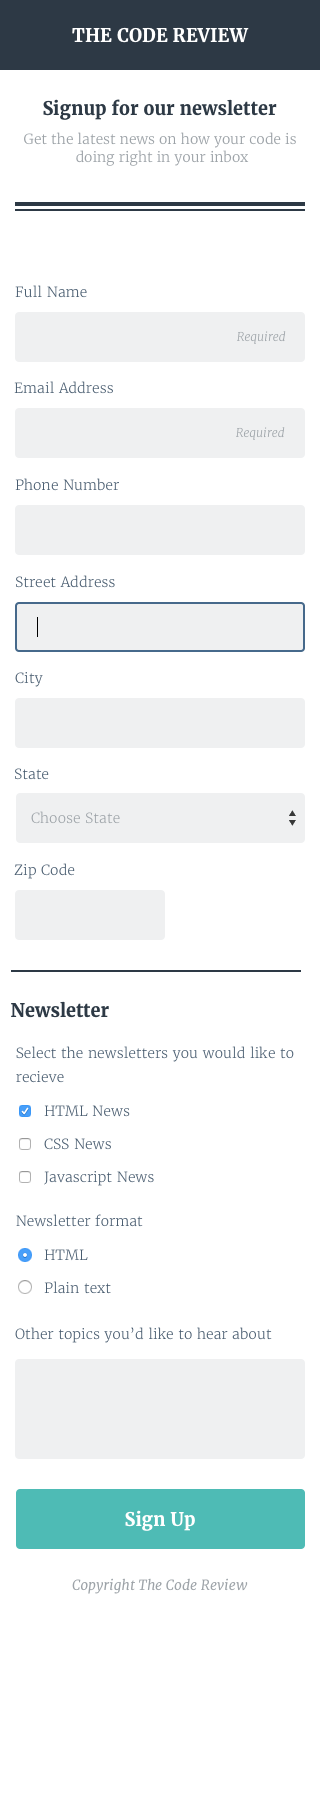 THE CODE REVIEW
Signup for our newsletter
Get the latest news on how your code is
doing right in your inbox
Full Name
Required
Email Address
Required
Phone Number
Street Address
City
State
Choose State
Zip Code
Newsletter
Select the newsletters you would like to
recieve
HTML News
CSS News
Javascript News
Newsletter format
HTML
Plain text
Other topics you’d like to hear about
Sign Up
Copyright The Code Review